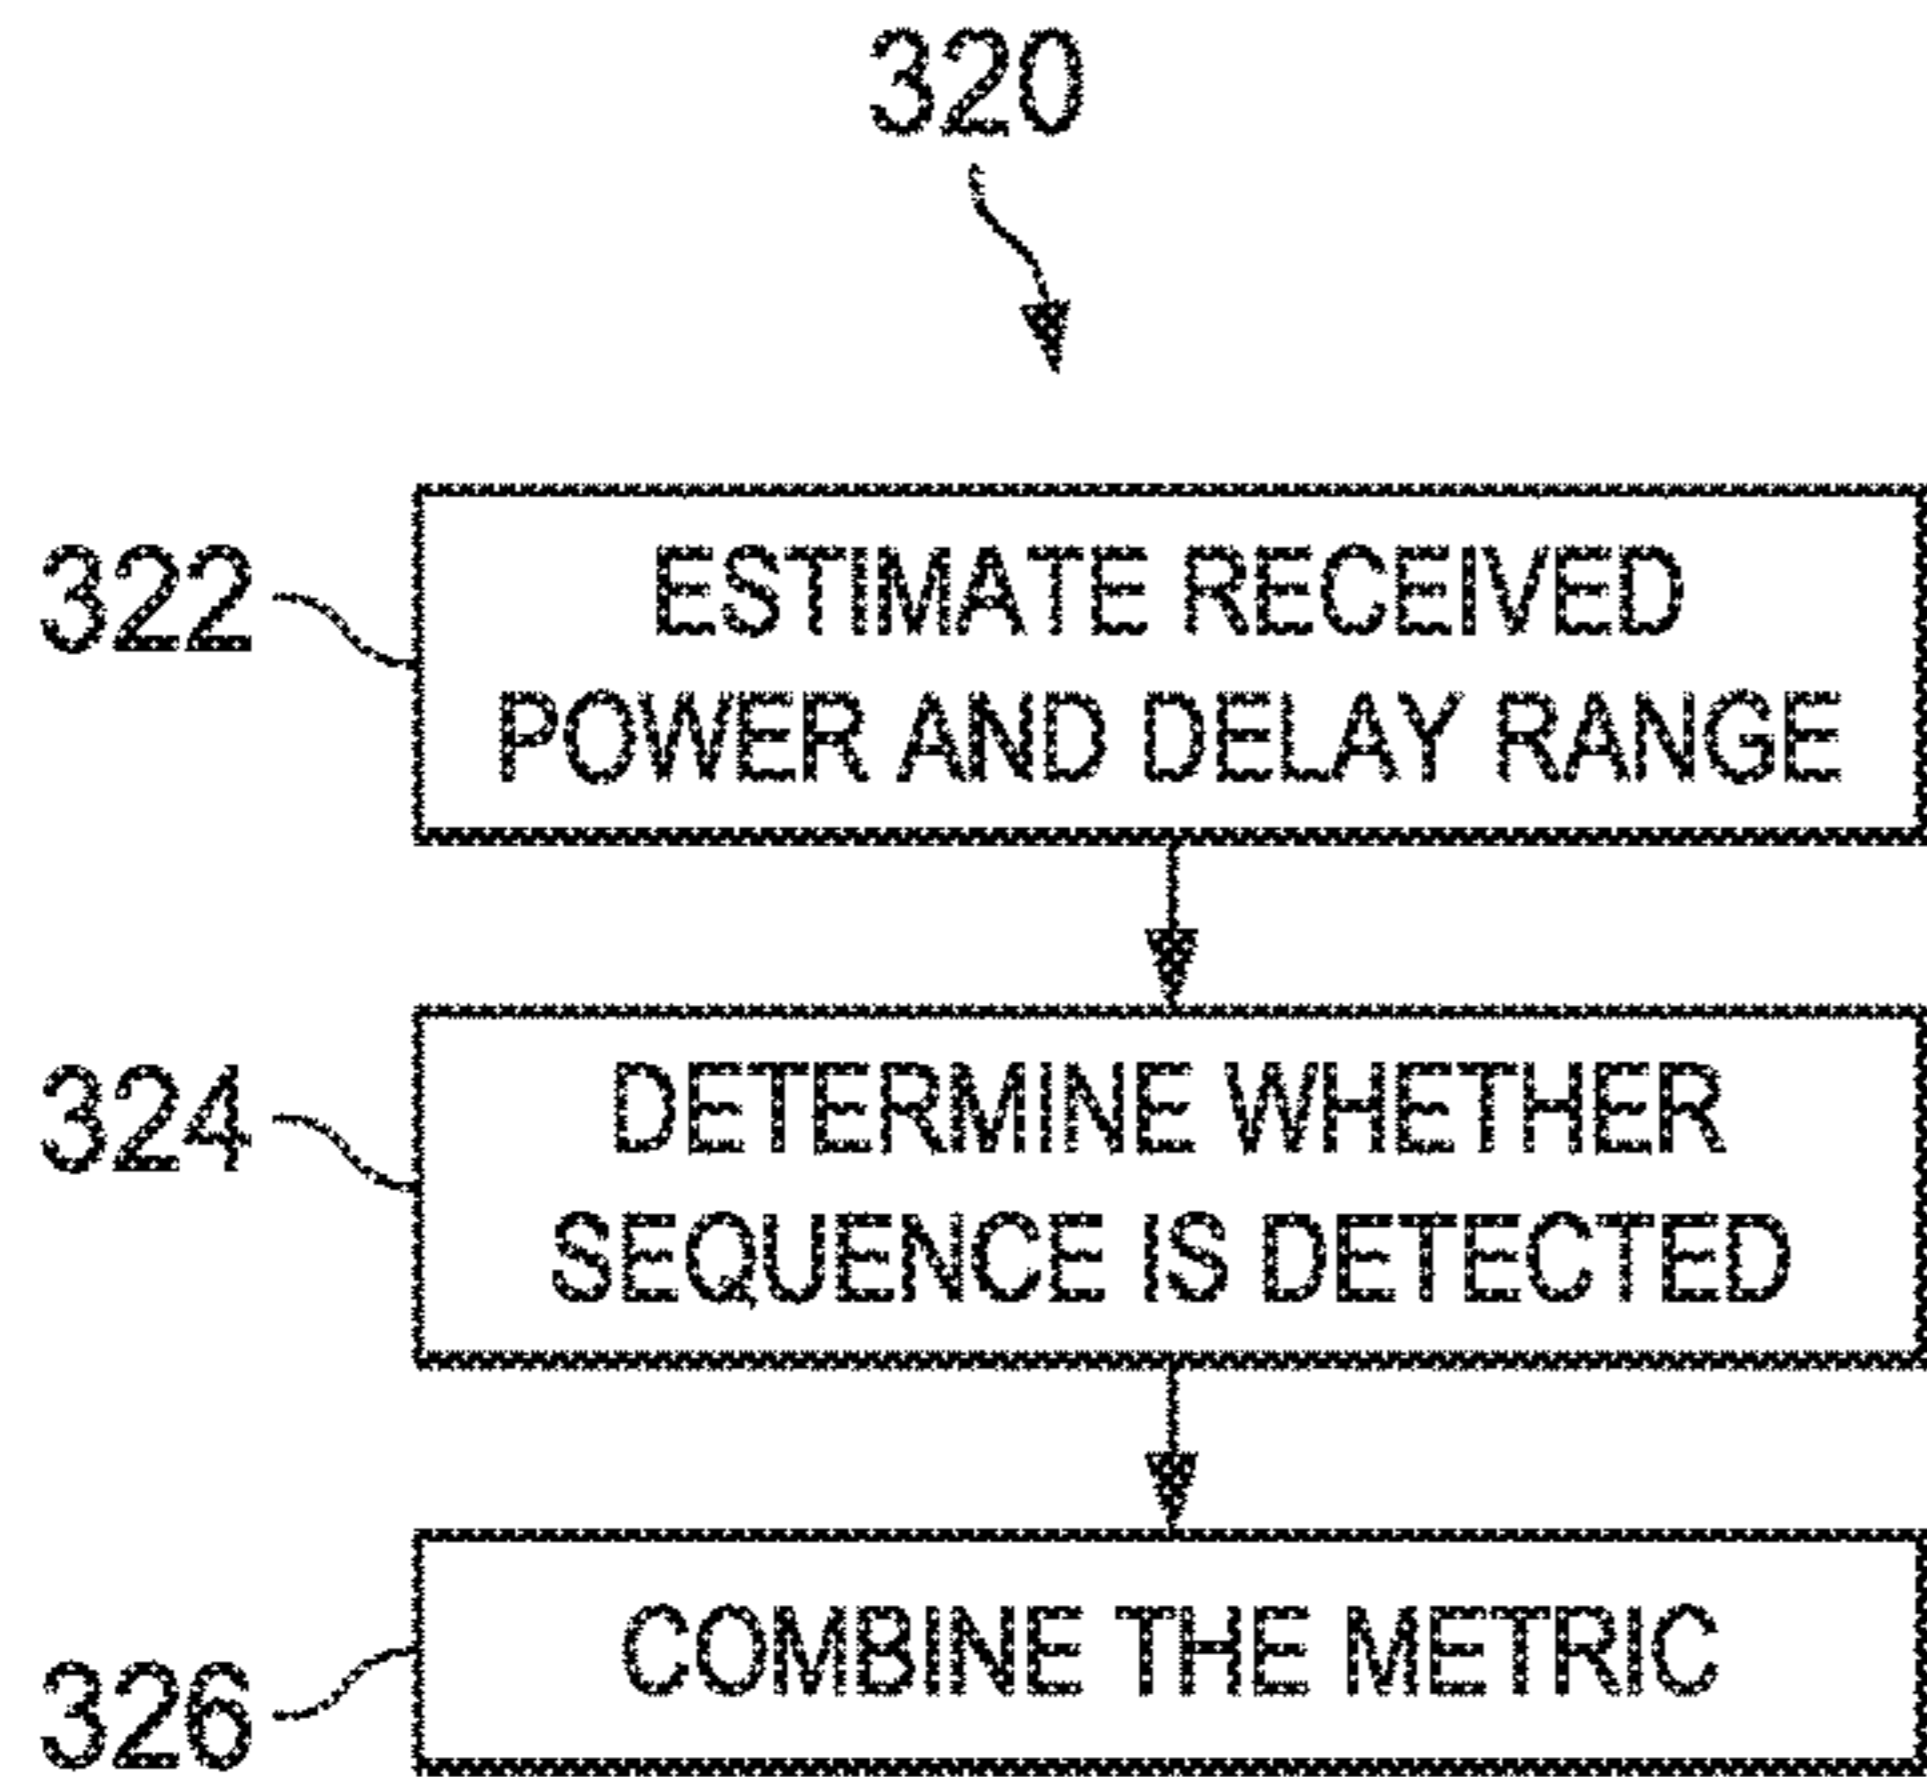 320
322
ESTIMATE RECEIVED
POWER AND DELAY RANGE
324
DETERMINE WHETHER
SEQUENCE IS DETECTED
326
COMBINE THE METRIC